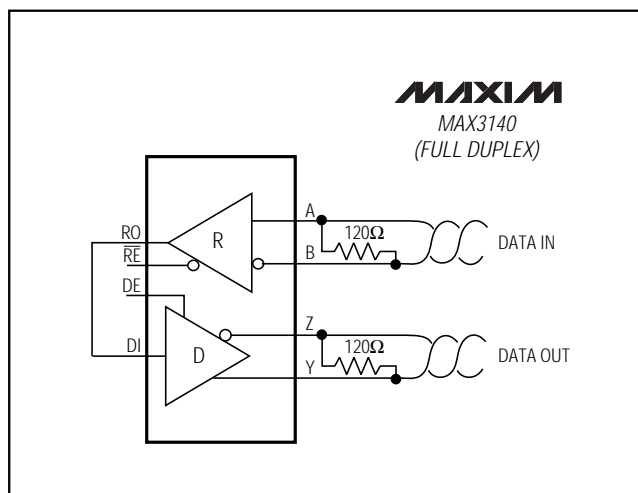 MAXIM
MAX3140
(FULL DUPLEX)
A
RO
R
120Ω
DATA IN
RE
B
DE
Z
DI
D
120Ω
DATA OUT
Y